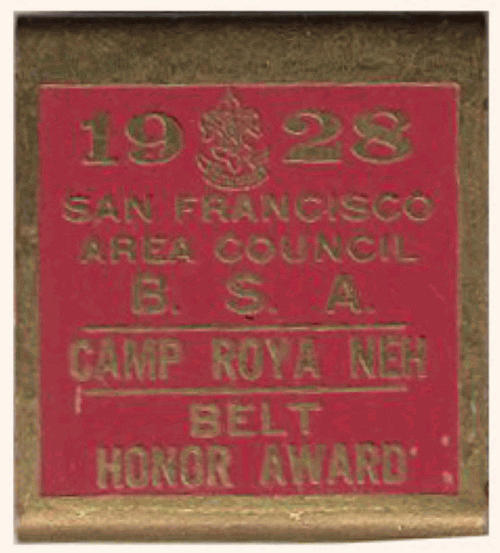 1928
SAN FRANCISCO
AREA COUNCIL
B. S. A.
CAMP ROYA NEH
BELT
HONOR AWARD